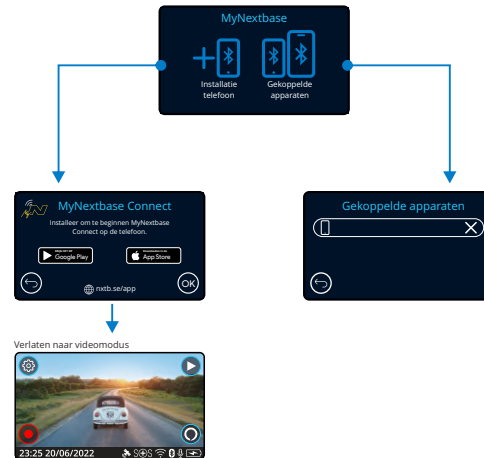 MyNextbase
Installatie
telefoon
Gekoppelde
apparaten
MyNextbase Connect
Installeer om te beginnen MyNextbase
Connect op de telefoon.
Google Play
App Store
nxtb.se/app
OK
Gekoppelde apparaten
Verlaten naar videomodus
23:25 20/06/2022